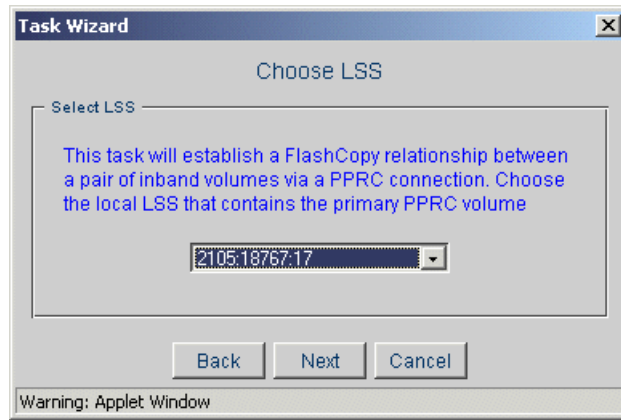 Task Wizard
Choose LSS
Select LSS
This task will establish a FlashCopy relationship between
a pair of inband volumes via a PPRC connection. Choose
the local LSS that contains the primary PPRC volume
2105:18767:17
Back Next Cancel
Warning: Applet Window